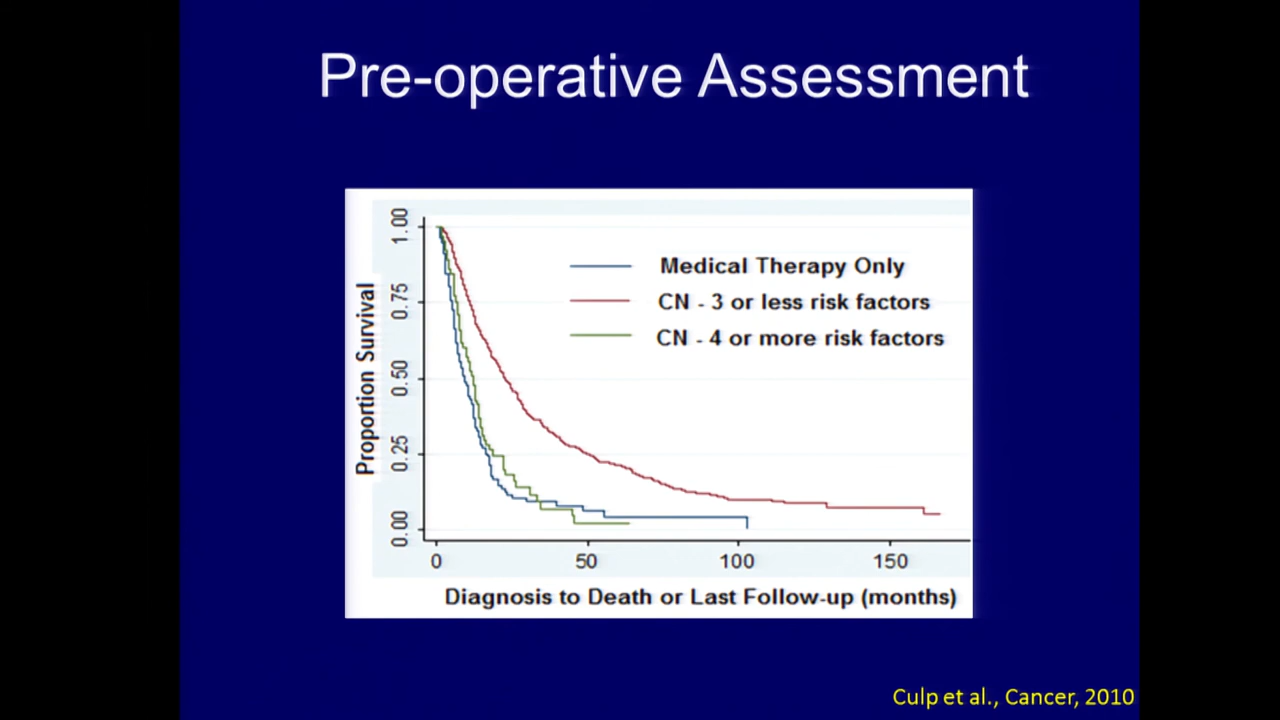 Pre-operative Assessment
Medical Therapy Only
CN - 3 or less risk factors
CN - 4 or more risk factors
Proportion Survival
1.00
0.75
0.50
0.25
0.00
0 50 100 150
Diagnosis to Death or Last Follow-up (months)
Culp et al., Cancer, 2010